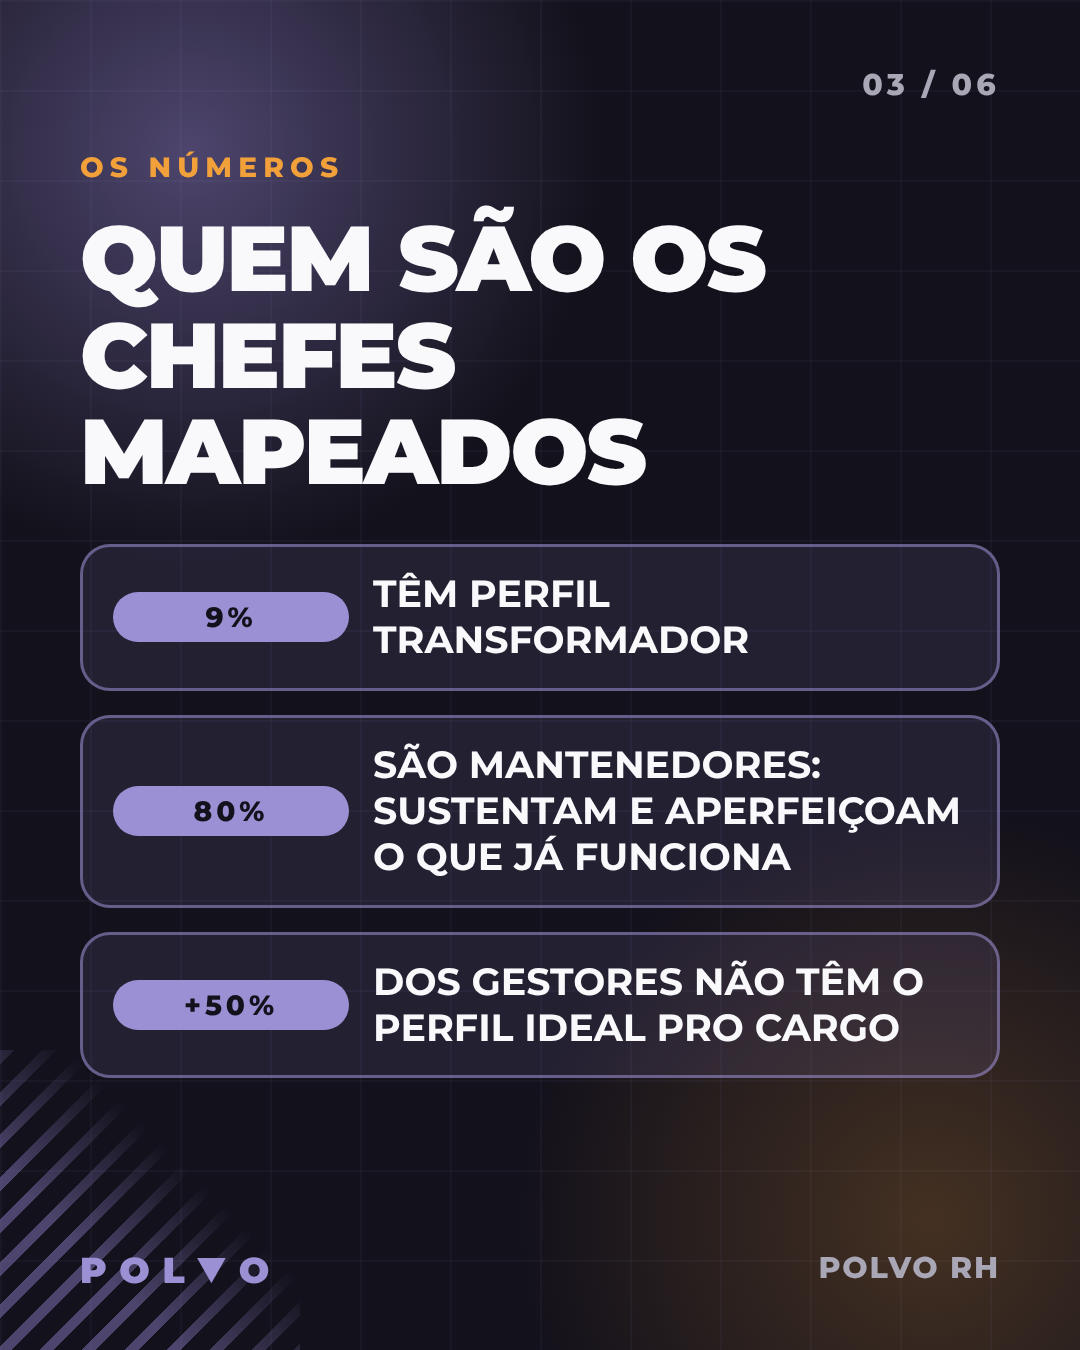 03 / 06
OS NÚMEROS
QUEM SÃO OS
CHEFES
MAPEADOS
9%
TÊM PERFIL
TRANSFORMADOR
80%
SÃO MANTENEDORES:
SUSTENTAM E APERFEIÇOAM
O QUE JÁ FUNCIONA
+50%
DOS GESTORES NÃO TÊM O
PERFIL IDEAL PRO CARGO
POLVO
POLVO RH